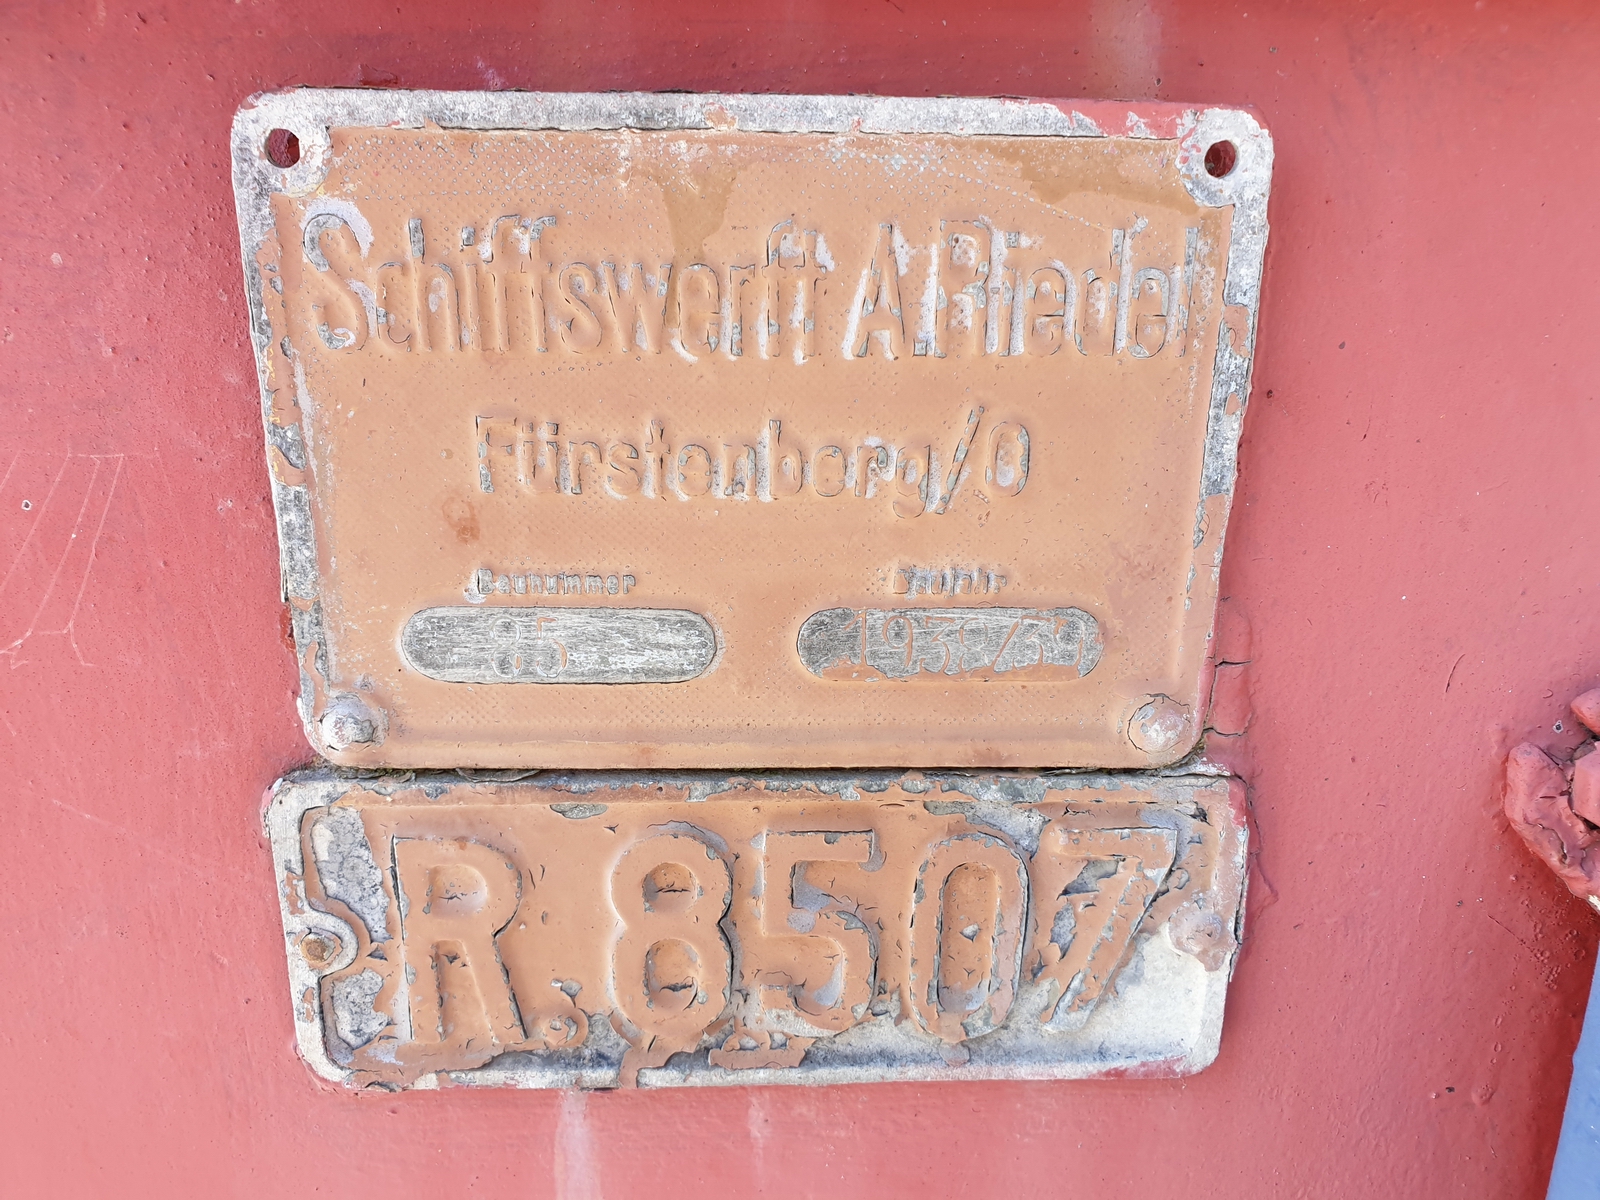 Schiffswerft A. Riedel
Fürstenberg/O
Baunummer Baujahr
85 1938/39
R. 8507